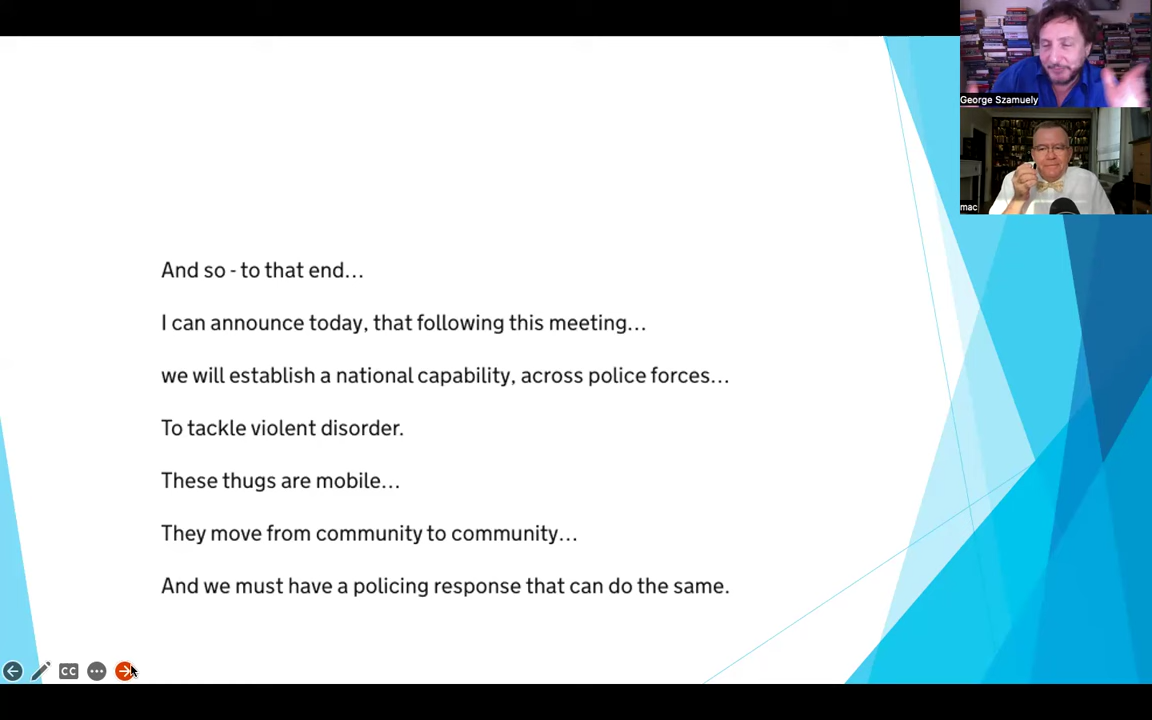 George Szamuely
mac
And so - to that end…
I can announce today, that following this meeting…
we will establish a national capability, across police forces…
To tackle violent disorder.
These thugs are mobile…
They move from community to community…
And we must have a policing response that can do the same.
CC